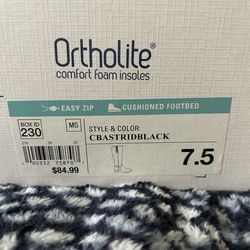 Ortholite®
comfort foam insoles
EASY ZIP CUSHIONED FOOTBED
BOX ID
230
MS
STYLE & COLOR:
CBASTRIDBLACK
7.5
$84.99